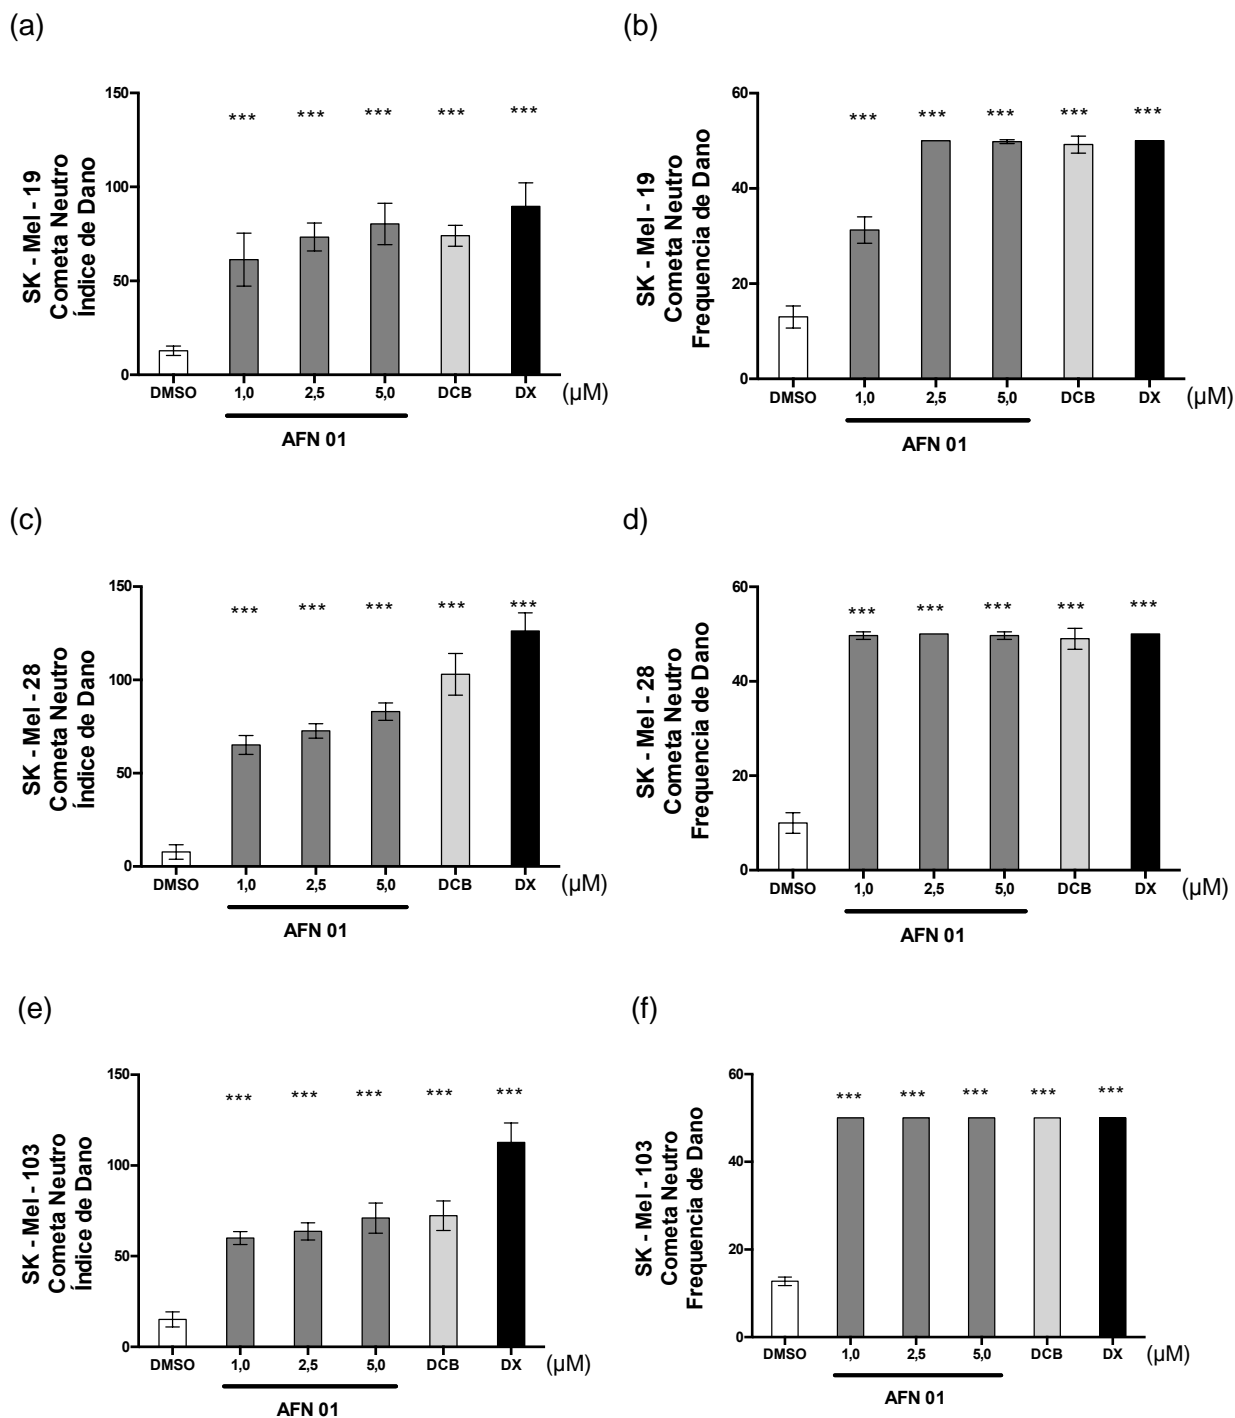 (a)
SK - Mel - 19
Cometa Neutro
Índice de Dano
150
100
50
0
*** *** *** *** ***
DMSO 1,0 2,5 5,0 DCB DX (µM)
AFN 01
(b)
SK - Mel - 19
Cometa Neutro
Frequencia de Dano
60
40
20
0
*** *** *** *** ***
DMSO 1,0 2,5 5,0 DCB DX (µM)
AFN 01
(c)
SK - Mel - 28
Cometa Neutro
Índice de Dano
150
100
50
0
*** *** *** *** ***
DMSO 1,0 2,5 5,0 DCB DX (µM)
AFN 01
d)
SK - Mel - 28
Cometa Neutro
Frequencia de Dano
60
40
20
0
*** *** *** *** ***
DMSO 1,0 2,5 5,0 DCB DX (µM)
AFN 01
(e)
SK - Mel - 103
Cometa Neutro
Índice de Dano
150
100
50
0
*** *** *** *** ***
DMSO 1,0 2,5 5,0 DCB DX (µM)
AFN 01
(f)
SK - Mel - 103
Cometa Neutro
Frequencia de Dano
60
40
20
0
*** *** *** *** ***
DMSO 1,0 2,5 5,0 DCB DX (µM)
AFN 01